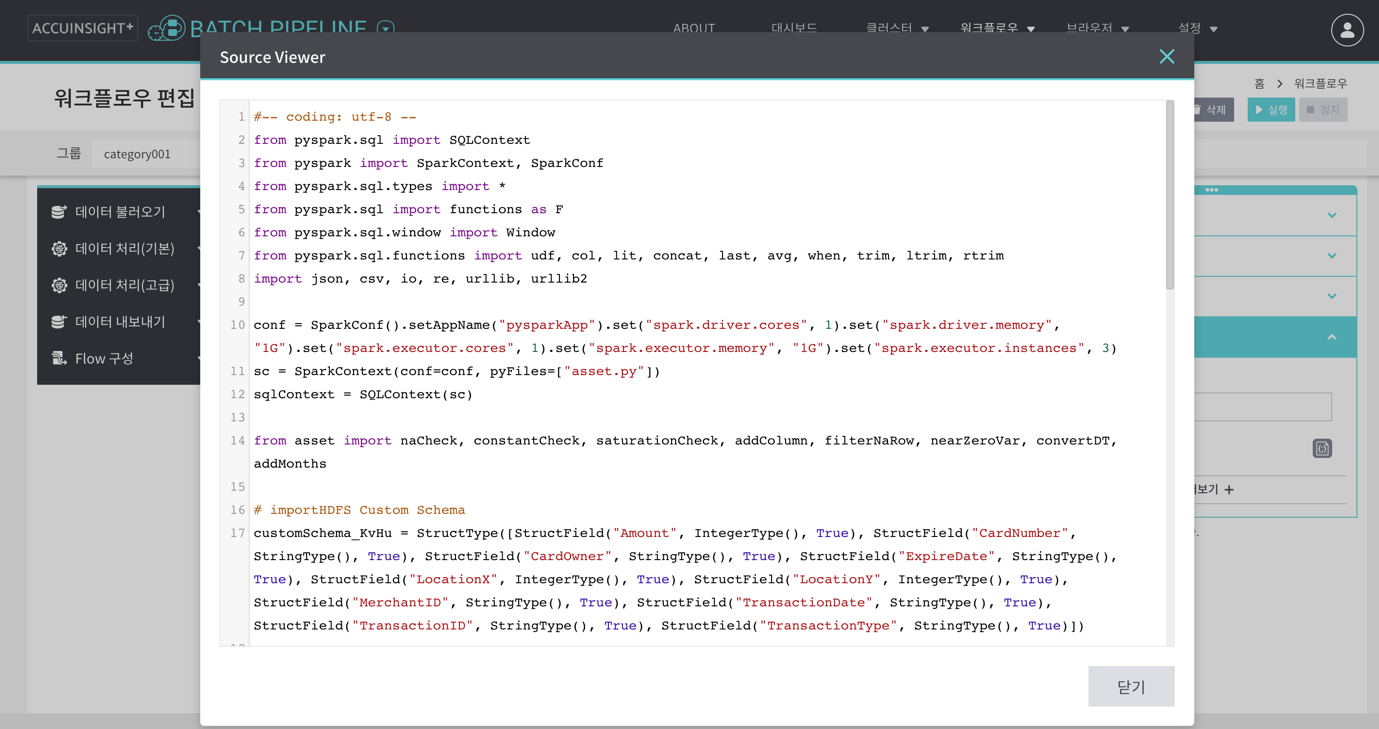 ACCUINSIGHT+
BATCH PIPELINE
ABOUT
대시보드
클러스터
워크플로우
브라우저
설정
Source Viewer
워크플로우 편집
홈 > 워크플로우
삭제
실행
정지
그룹
category001
데이터 불러오기
데이터 처리(기본)
데이터 처리(고급)
데이터 내보내기
Flow 구성
1 #-- coding: utf-8 --
2 from pyspark.sql import SQLContext
3 from pyspark import SparkContext, SparkConf
4 from pyspark.sql.types import *
5 from pyspark.sql import functions as F
6 from pyspark.sql.window import Window
7 from pyspark.sql.functions import udf, col, lit, concat, last, avg, when, trim, ltrim, rtrim
8 import json, csv, io, re, urllib, urllib2
9
10 conf = SparkConf().setAppName("pysparkApp").set("spark.driver.cores", 1).set("spark.driver.memory",
"1G").set("spark.executor.cores", 1).set("spark.executor.memory", "1G").set("spark.executor.instances", 3)
11 sc = SparkContext(conf=conf, pyFiles=["asset.py"])
12 sqlContext = SQLContext(sc)
13
14 from asset import naCheck, constantCheck, saturationCheck, addColumn, filterNaRow, nearZeroVar, convertDT,
addMonths
15
16 # importHDFS Custom Schema
17 customSchema_KvHu = StructType([StructField("Amount", IntegerType(), True), StructField("CardNumber",
StringType(), True), StructField("CardOwner", StringType(), True), StructField("ExpireDate", StringType(),
True), StructField("LocationX", IntegerType(), True), StructField("LocationY", IntegerType(), True),
StructField("MerchantID", StringType(), True), StructField("TransactionDate", StringType(), True),
StructField("TransactionID", StringType(), True), StructField("TransactionType", StringType(), True)])
보기 +
닫기